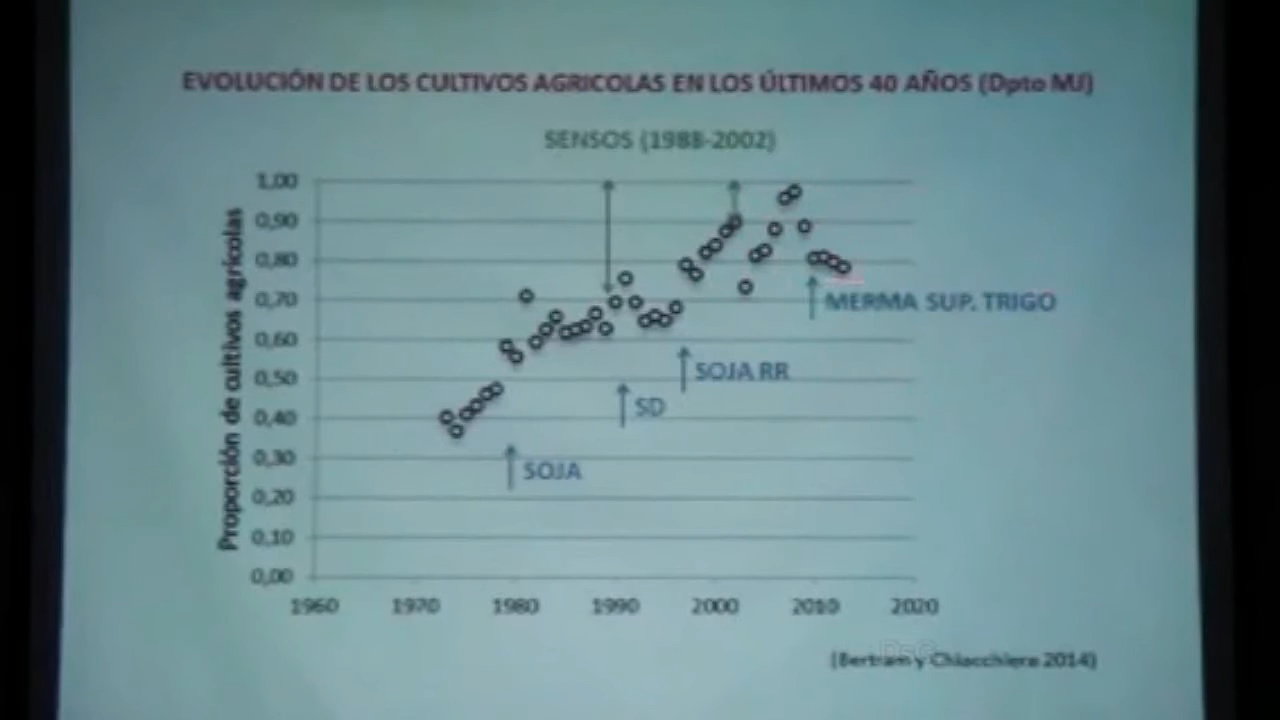 EVOLUCIÓN DE LOS CULTIVOS AGRICOLAS EN LOS ÚLTIMOS 40 AÑOS (Dpto MJ)
SENSOS (1988-2002)
Proporción de cultivos agrícolas
1,00
0,90
0,80
0,70
0,60
0,50
0,40
0,30
0,20
0,10
0,00
MERMA SUP. TRIGO
SOJA RR
SD
SOJA
1960 1970 1980 1990 2000 2010 2020
(Bertram y Chiacchiera 2014)